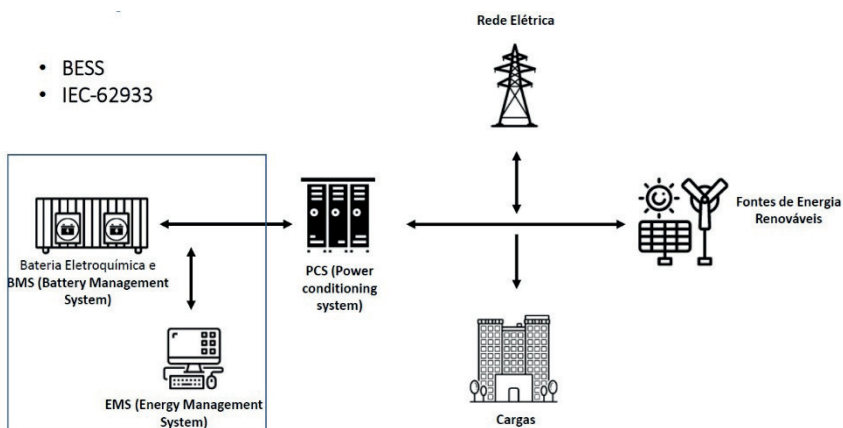 Rede Elétrica
• BESS
• IEC-62933
Fontes de Energia
Renováveis
Bateria Eletroquímica e
BMS (Battery Management
System)
PCS (Power
conditioning
system)
EMS (Energy Management
System)
Cargas